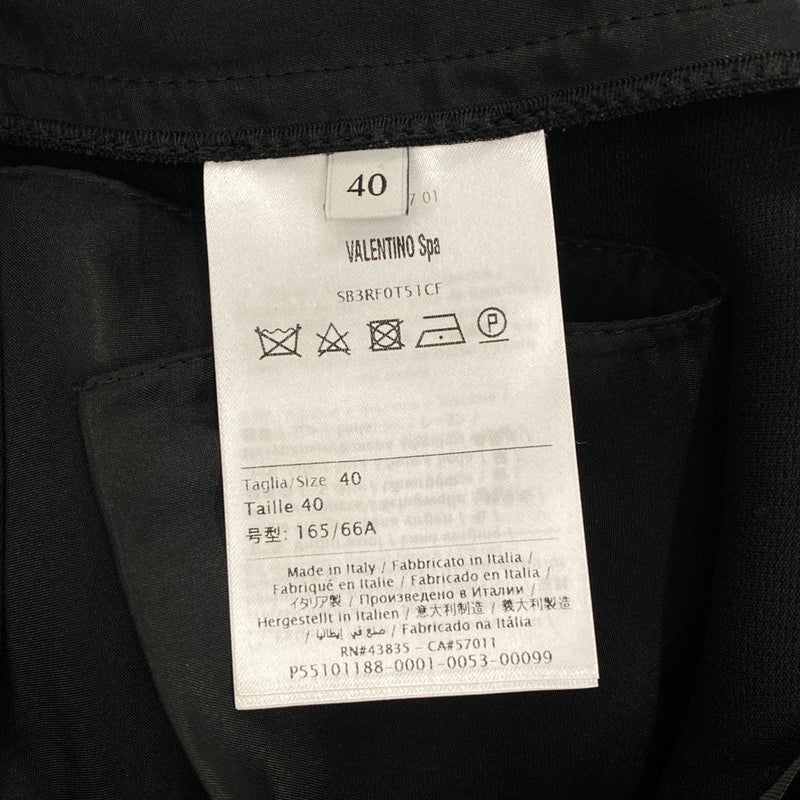 40
7 01
VALENTINO Spa
SB3RF0T51CF
P
Taglia/Size 40
Taille 40
号型: 165/66A
Made in Italy / Fabbricato in Italia /
Fabriqué en Italie / Fabricado en Italia /
イタリア製 / Произведено в Италии /
Hergestellt in Italien / 意大利制造 / 義大利製造
/ صنع في إيطاليا / Fabricado na Itália
RN#43835 - CA#57011
P55101188-0001-0053-00099